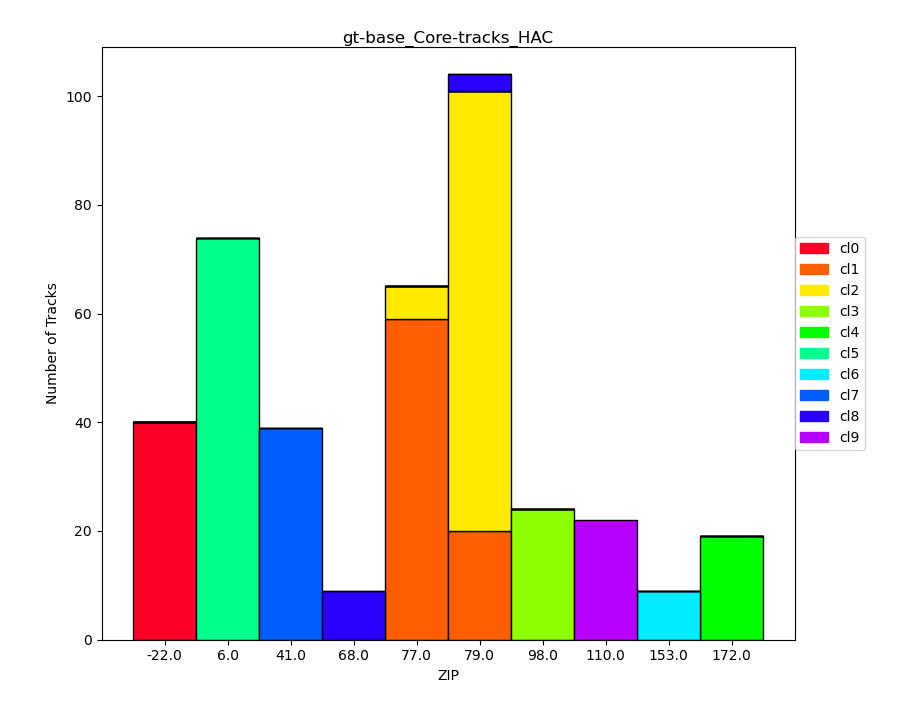 gt-base_Core-tracks_HAC
Number of Tracks
100
80
60
40
20
0
-22.0 6.0 41.0 68.0 77.0 79.0 98.0 110.0 153.0 172.0
ZIP
cl0
cl1
cl2
cl3
cl4
cl5
cl6
cl7
cl8
cl9